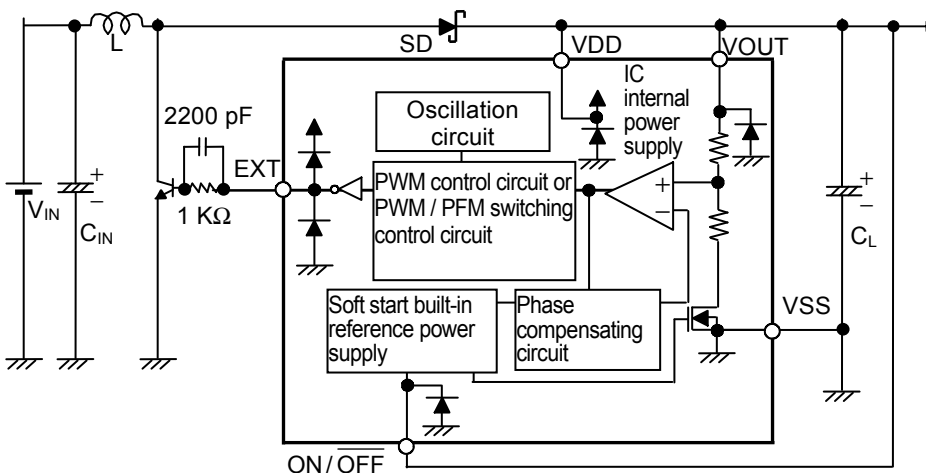 L
SD
VDD
VOUT
2200 pF
EXT
1 KΩ
VIN
+
−
CIN
Oscillation
circuit
IC
internal
power
supply
PWM control circuit or
PWM / PFM switching
control circuit
+
−
+
−
CL
Soft start built-in
reference power
supply
Phase
compensating
circuit
VSS
ON / OFF